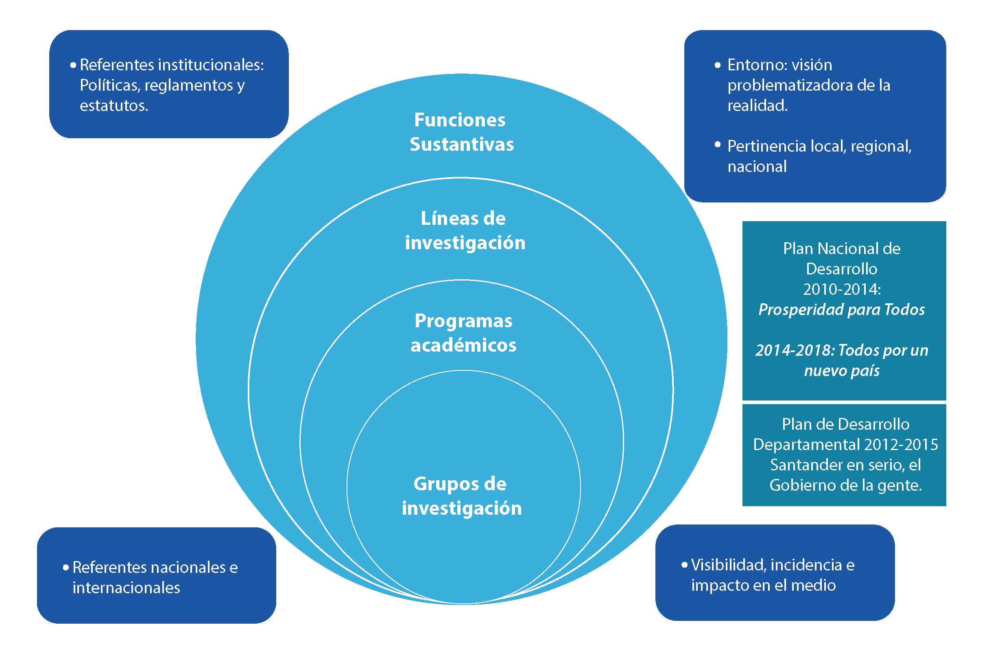 • Referentes institucionales:
Políticas, reglamentos y
estatutos.
• Entorno: visión
problematizadora de la
realidad.
• Pertinencia local, regional,
nacional
Funciones
Sustantivas
Líneas de
investigación
Programas
académicos
Grupos de
investigación
Plan Nacional de
Desarrollo
2010-2014:
Prosperidad para Todos
2014-2018: Todos por un
nuevo país
Plan de Desarrollo
Departamental 2012-2015
Santander en serio, el
Gobierno de la gente.
• Referentes nacionales e
internacionales
• Visibilidad, incidencia e
impacto en el medio